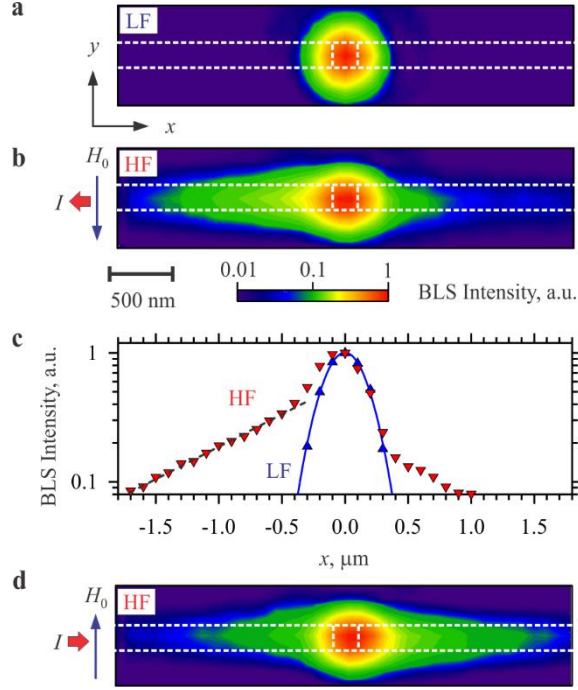 a
LF
y
x
b
HF
H₀
I
500 nm
0.01 0.1 1
BLS Intensity, a.u.
c
BLS Intensity, a.u.
1
0.1
HF
LF
-1.5 -1.0 -0.5 0.0 0.5 1.0 1.5
x, μm
d
HF
H₀
I